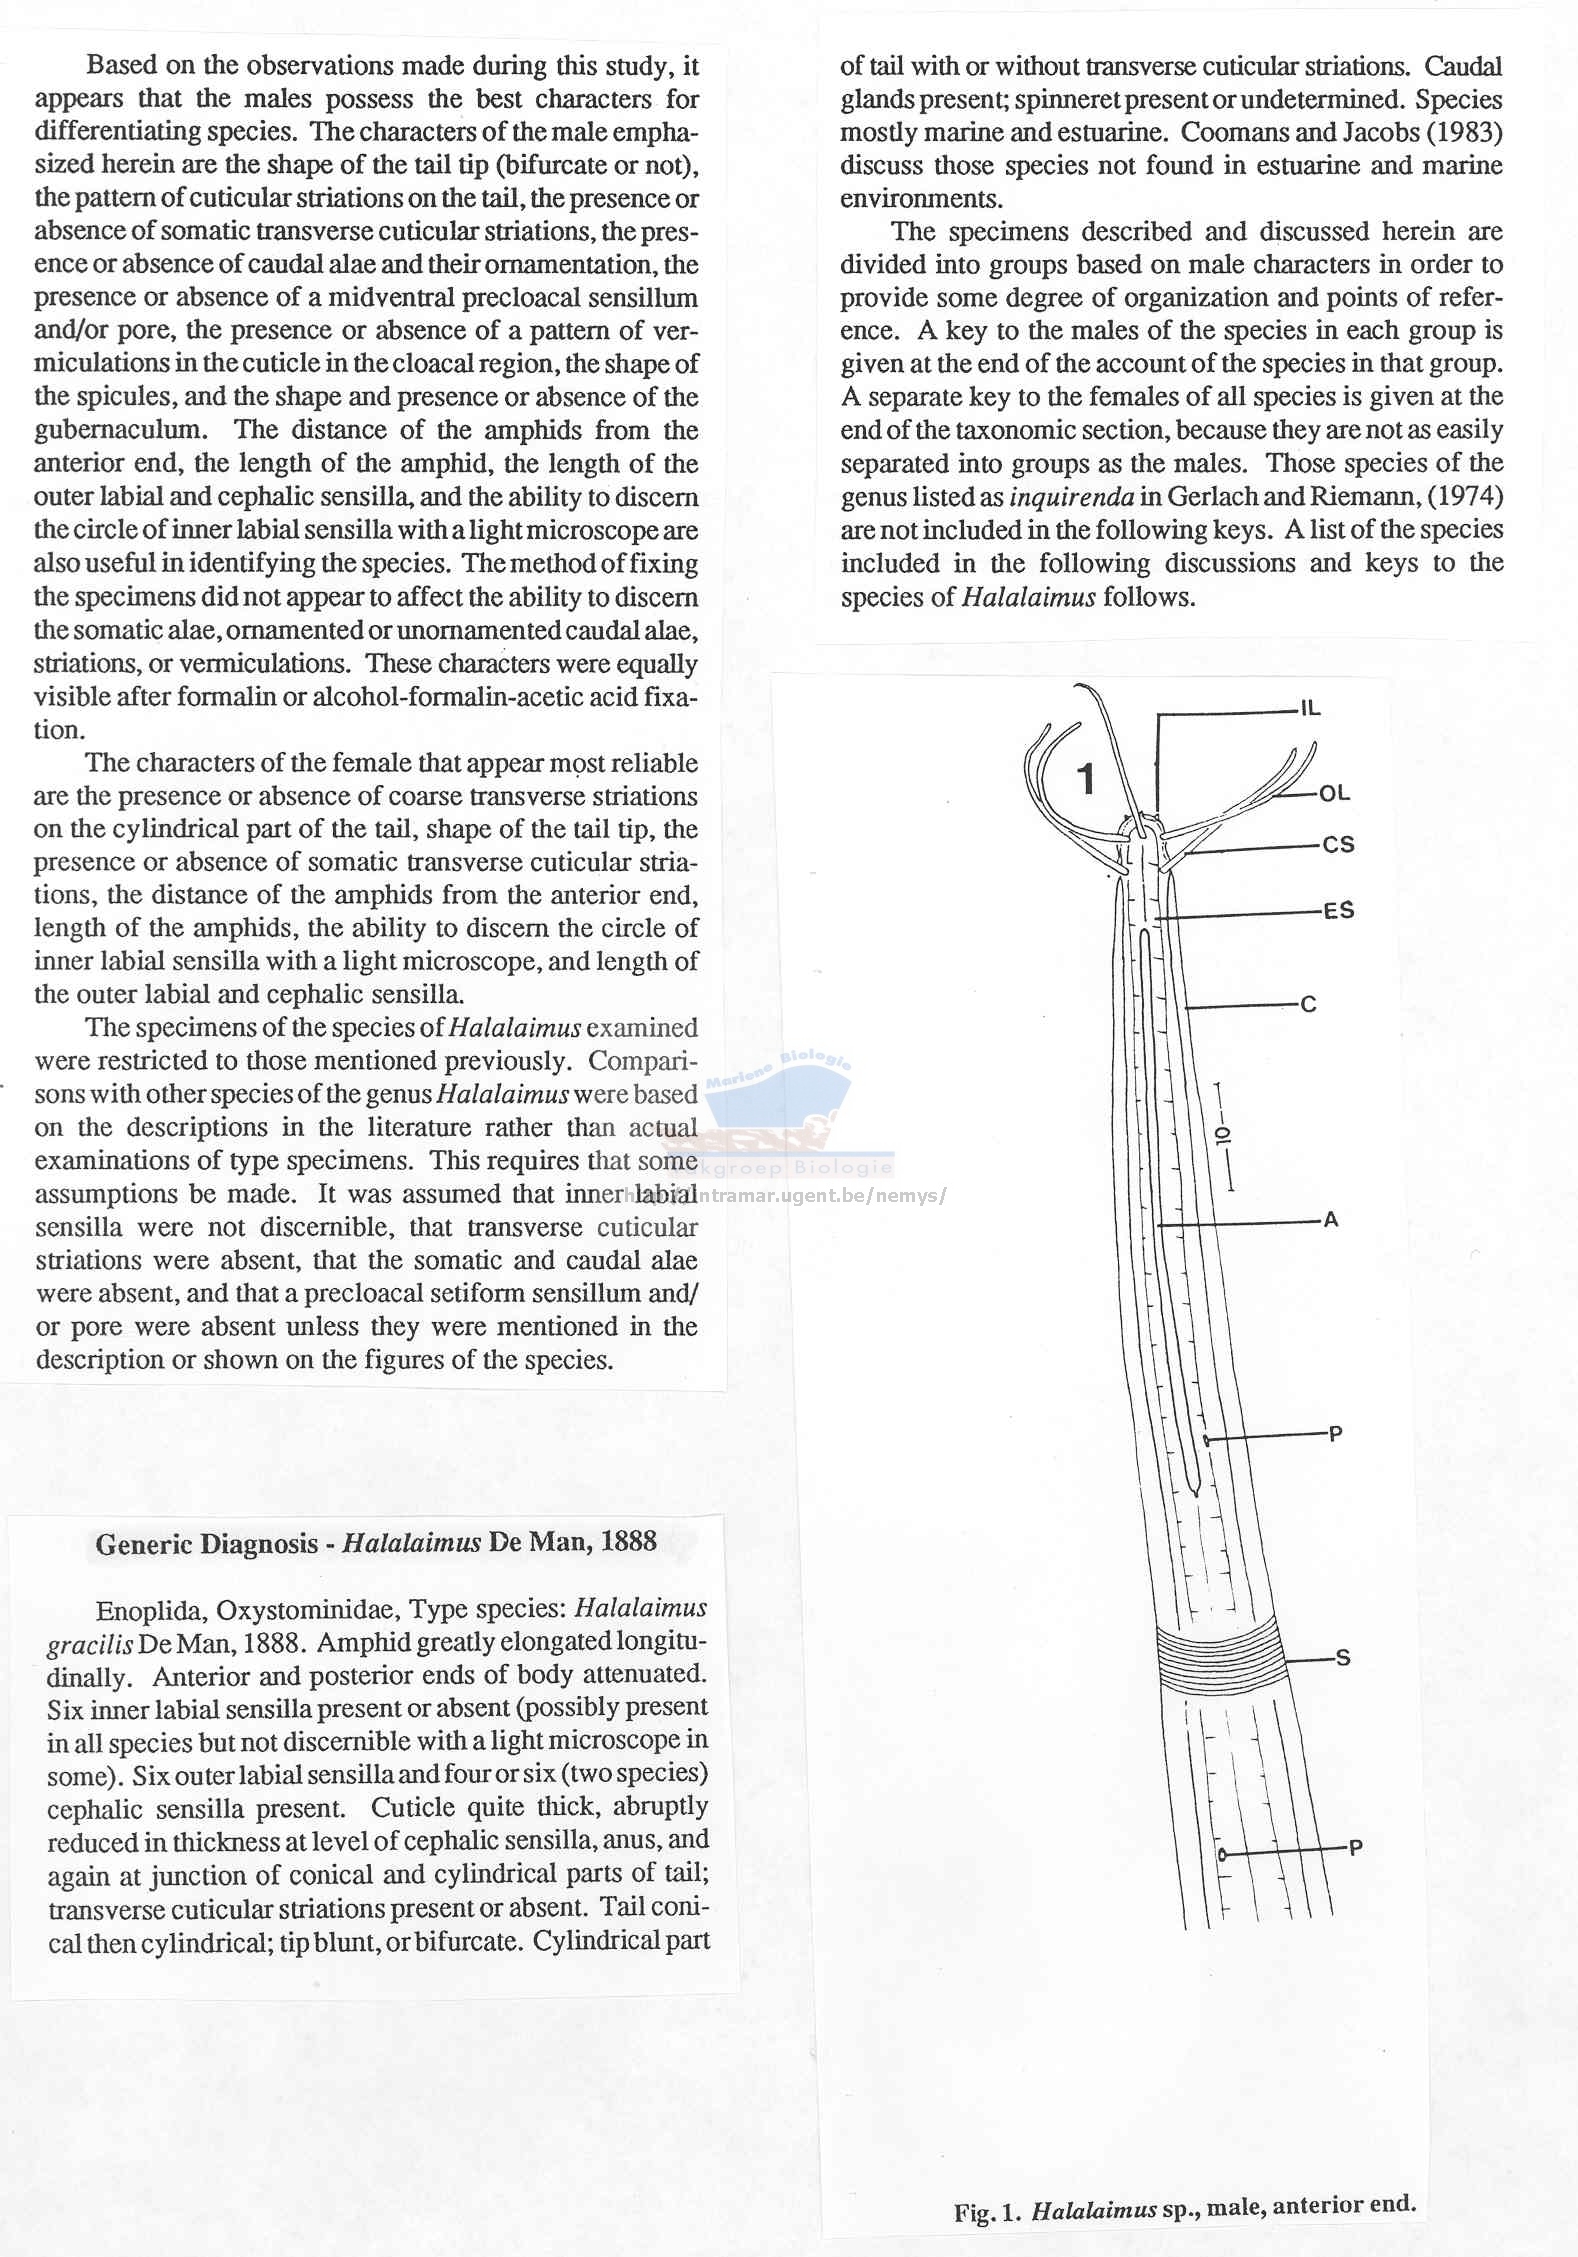 Based on the observations made during this study, it
appears that the males possess the best characters for
differentiating species. The characters of the male empha-
sized herein are the shape of the tail tip (bifurcate or not),
the pattern of cuticular striations on the tail, the presence or
absence of somatic transverse cuticular striations, the pres-
ence or absence of caudal alae and their ornamentation, the
presence or absence of a midventral precloacal sensillum
and/or pore, the presence or absence of a pattern of ver-
miculations in the cuticle in the cloacal region, the shape of
the spicules, and the shape and presence or absence of the
gubernaculum. The distance of the amphids from the
anterior end, the length of the amphid, the length of the
outer labial and cephalic sensilla, and the ability to discern
the circle of inner labial sensilla with a light microscope are
also useful in identifying the species. The method of fixing
the specimens did not appear to affect the ability to discern
the somatic alae, ornamented or unornamented caudal alae,
striations, or vermiculations. These characters were equally
visible after formalin or alcohol-formalin-acetic acid fixa-
tion.
The characters of the female that appear most reliable
are the presence or absence of coarse transverse striations
on the cylindrical part of the tail, shape of the tail tip, the
presence or absence of somatic transverse cuticular stria-
tions, the distance of the amphids from the anterior end,
length of the amphids, the ability to discern the circle of
inner labial sensilla with a light microscope, and length of
the outer labial and cephalic sensilla.
The specimens of the species of Halalaimus examined
were restricted to those mentioned previously. Compari-
sons with other species of the genus Halalaimus were based
on the descriptions in the literature rather than actual
examinations of type specimens. This requires that some
assumptions be made. It was assumed that inner labial
sensilla were not discernible, that transverse cuticular
striations were absent, that the somatic and caudal alae
were absent, and that a precloacal setiform sensillum and/
or pore were absent unless they were mentioned in the
description or shown on the figures of the species.
Generic Diagnosis - Halalaimus De Man, 1888
Enoplida, Oxystominidae, Type species: Halalaimus
gracilis De Man, 1888. Amphid greatly elongated longitu-
dinally. Anterior and posterior ends of body attenuated.
Six inner labial sensilla present or absent (possibly present
in all species but not discernible with a light microscope in
some). Six outer labial sensilla and four or six (two species)
cephalic sensilla present. Cuticle quite thick, abruptly
reduced in thickness at level of cephalic sensilla, anus, and
again at junction of conical and cylindrical parts of tail;
transverse cuticular striations present or absent. Tail coni-
cal then cylindrical; tip blunt, or bifurcate. Cylindrical part
of tail with or without transverse cuticular striations. Caudal
glands present; spinneret present or undetermined. Species
mostly marine and estuarine. Coomans and Jacobs (1983)
discuss those species not found in estuarine and marine
environments.
The specimens described and discussed herein are
divided into groups based on male characters in order to
provide some degree of organization and points of refer-
ence. A key to the males of the species in each group is
given at the end of the account of the species in that group.
A separate key to the females of all species is given at the
end of the taxonomic section, because they are not as easily
separated into groups as the males. Those species of the
genus listed as inquirenda in Gerlach and Riemann, (1974)
are not included in the following keys. A list of the species
included in the following discussions and keys to the
species of Halalaimus follows.
1
IL
OL
CS
ES
C
10
A
P
S
P
Fig. 1. Halalaimus sp., male, anterior end.
Mariene Biologie
Vakgroep Biologie
http://intramar.ugent.be/nemys/